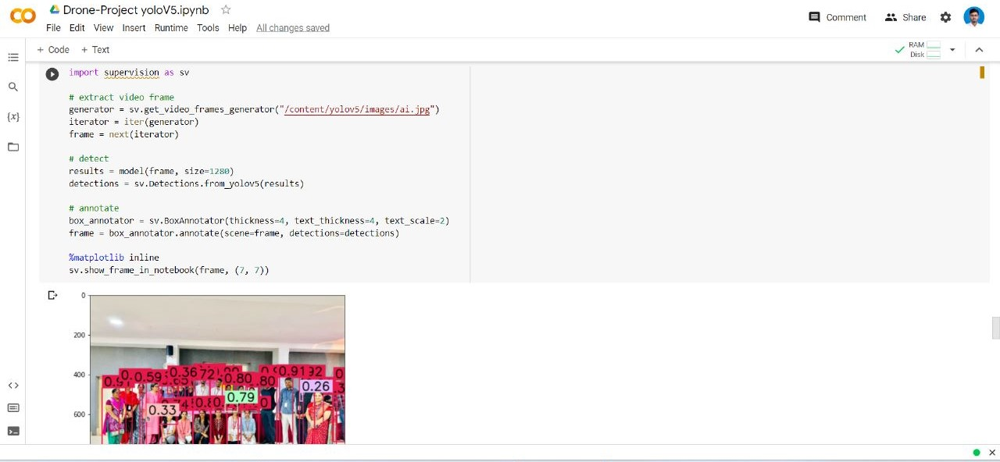 Drone-Project yoloV5.ipynb
File Edit View Insert Runtime Tools Help All changes saved
Comment Share
+ Code + Text
RAM
Disk
{x}
import supervision as sv
# extract video frame
generator = sv.get_video_frames_generator("/content/yolov5/images/ai.jpg")
iterator = iter(generator)
frame = next(iterator)
# detect
results = model(frame, size=1280)
detections = sv.Detections.from_yolov5(results)
# annotate
box_annotator = sv.BoxAnnotator(thickness=4, text_thickness=4, text_scale=2)
frame = box_annotator.annotate(scene=frame, detections=detections)
%matplotlib inline
sv.show_frame_in_notebook(frame, (7, 7))
0
200
400
600
0.59
0.36
0.80
0.26
0.79
0.33